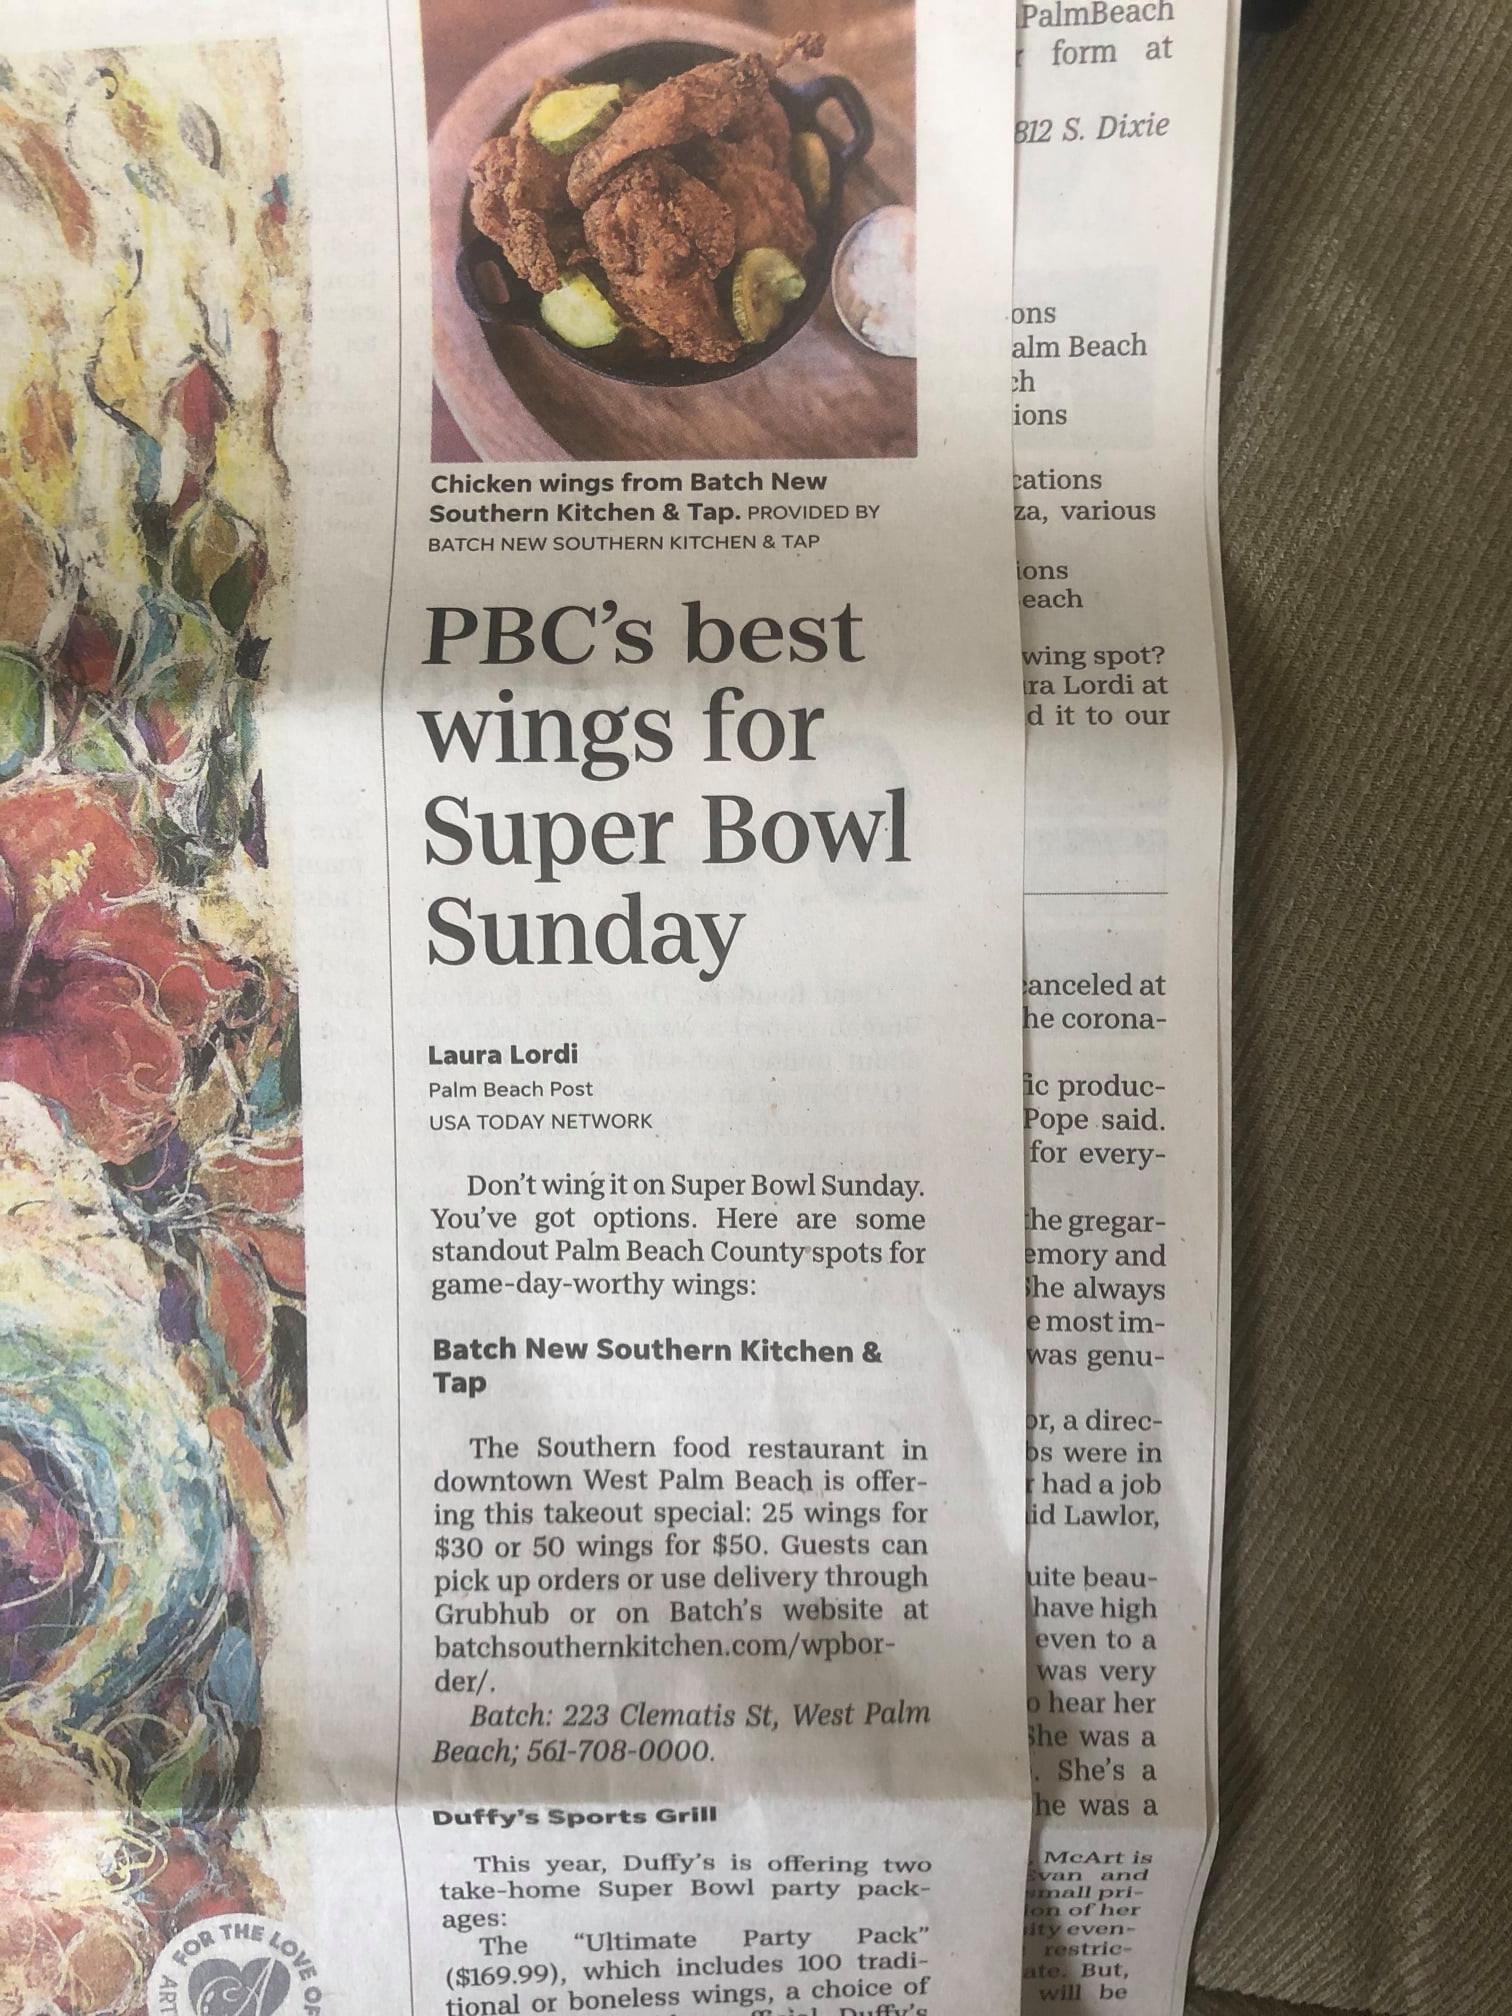 Chicken wings from Batch New
Southern Kitchen & Tap. PROVIDED BY
BATCH NEW SOUTHERN KITCHEN & TAP
PBC's best
wings for
Super Bowl
Sunday
Laura Lordi
Palm Beach Post
USA TODAY NETWORK
Don't wing it on Super Bowl Sunday.
You've got options. Here are some
standout Palm Beach County spots for
game-day-worthy wings:
Batch New Southern Kitchen &
Tap
The Southern food restaurant in
downtown West Palm Beach is offer-
ing this takeout special: 25 wings for
$30 or 50 wings for $50. Guests can
pick up orders or use delivery through
Grubhub or on Batch's website at
batchsouthernkitchen.com/wpbor-
der/.
Batch: 223 Clematis St, West Palm
Beach; 561-708-0000.
Duffy's Sports Grill
This year, Duffy's is offering two
take-home Super Bowl party pack-
ages:
The "Ultimate Party Pack"
($169.99), which includes 100 tradi-
tional or boneless wings, a choice of
Duffy's
FOR THE LOVE OF
ART
PalmBeach
form at
812 S. Dixie
ons
alm Beach
ch
ions
cations
za, various
ions
each
wing spot?
ra Lordi at
d it to our
canceled at
he corona-
ic produc-
Pope said.
for every-
the gregar-
emory and
She always
e most im-
was genu-
or, a direc-
bs were in
r had a job
id Lawlor,
uite beau-
have high
even to a
was very
o hear her
She was a
. She's a
he was a
McArt is
Evan and
small pri-
ion of her
ity even-
restric-
ate. But,
will be